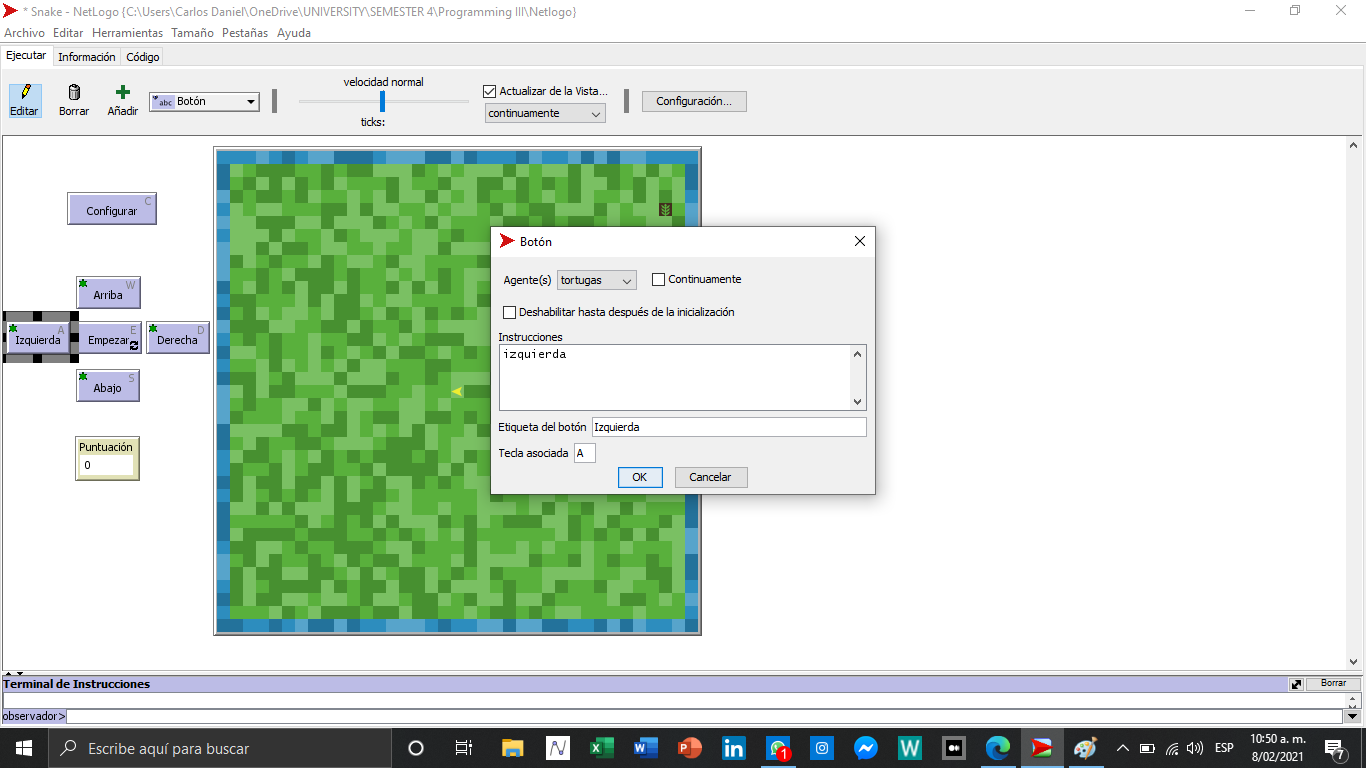 * Snake - NetLogo {C:\Users\Carlos Daniel\OneDrive\UNIVERSITY\SEMESTER 4\Programming III\Netlogo}
Archivo Editar Herramientas Tamaño Pestañas Ayuda
Ejecutar Información Código
velocidad normal
Editar Borrar Añadir abc Botón
ticks:
Actualizar de la Vista...
continuamente
Configuración...
C
Configurar
W
Arriba
A
Izquierda
E
Empezar
D
Derecha
S
Abajo
Puntuación
0
Botón
Agente(s) tortugas Continuamente
Deshabilitar hasta después de la inicialización
Instrucciones
izquierda
Etiqueta del botón Izquierda
Tecla asociada A
OK Cancelar
Terminal de Instrucciones Borrar
observador>
Escribe aquí para buscar
1
ESP
10:50 a. m.
8/02/2021
7